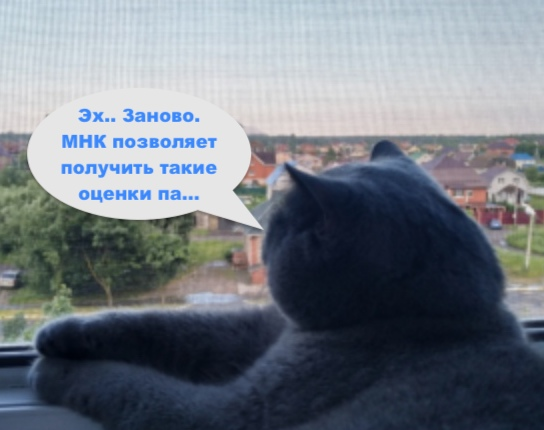 Эх.. Заново.
МНК позволяет
получить такие
оценки па...